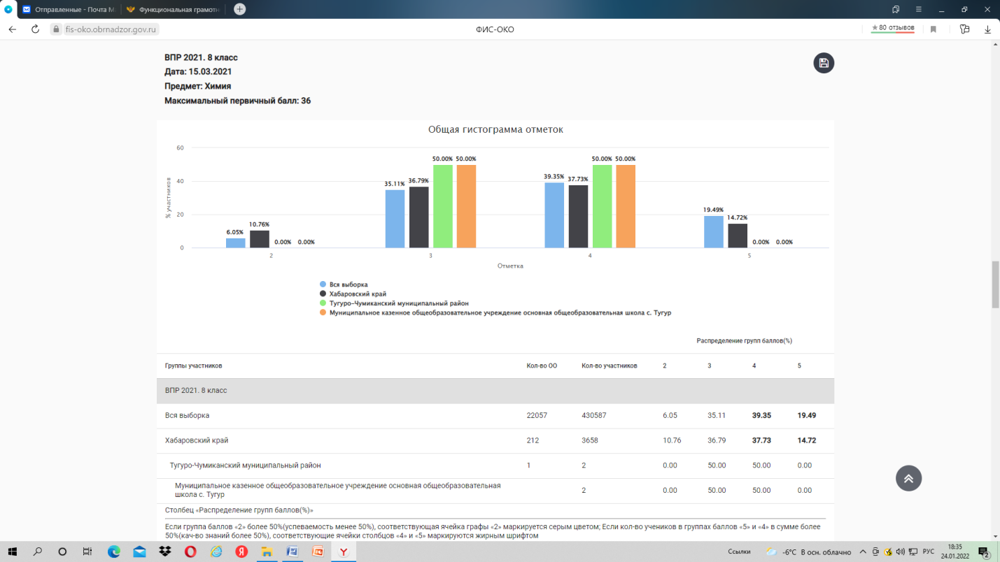 Отправленные - Почта M
Функциональная грамотн
fis-oko.obrnadzor.gov.ru
ФИС-ОКО
★ 80 отзывов
ВПР 2021. 8 класс
Дата: 15.03.2021
Предмет: Химия
Максимальный первичный балл: 36
Общая гистограмма отметок
% участников
60
40
20
0
6.05% 10.76% 0.00% 0.00%
35.11% 36.79% 50.00% 50.00%
39.35% 37.73% 50.00% 50.00%
19.49% 14.72% 0.00% 0.00%
2 3 4 5
Отметка
Вся выборка
Хабаровский край
Тугуро-Чумиканский муниципальный район
Муниципальное казенное общеобразовательное учреждение основная общеобразовательная школа с. Тугур
Распределение групп баллов(%)
Группы участников Кол-во ОО Кол-во участников 2 3 4 5
ВПР 2021. 8 класс
Вся выборка 22057 430587 6.05 35.11 39.35 19.49
Хабаровский край 212 3658 10.76 36.79 37.73 14.72
Тугуро-Чумиканский муниципальный район 1 2 0.00 50.00 50.00 0.00
Муниципальное казенное общеобразовательное учреждение основная общеобразовательная
школа с. Тугур 2 0.00 50.00 50.00 0.00
Столбец «Распределение групп баллов(%)»
Если группа баллов «2» более 50%(успеваемость менее 50%), соответствующая ячейка графы «2» маркируется серым цветом; Если кол-во учеников в группах баллов «5» и «4» в сумме более
50%(кач-во знаний более 50%), соответствующие ячейки столбцов «4» и «5» маркируются жирным шрифтом
Ссылки
-6°C В осн. облачно
РУС
18:35
24.01.2022
2